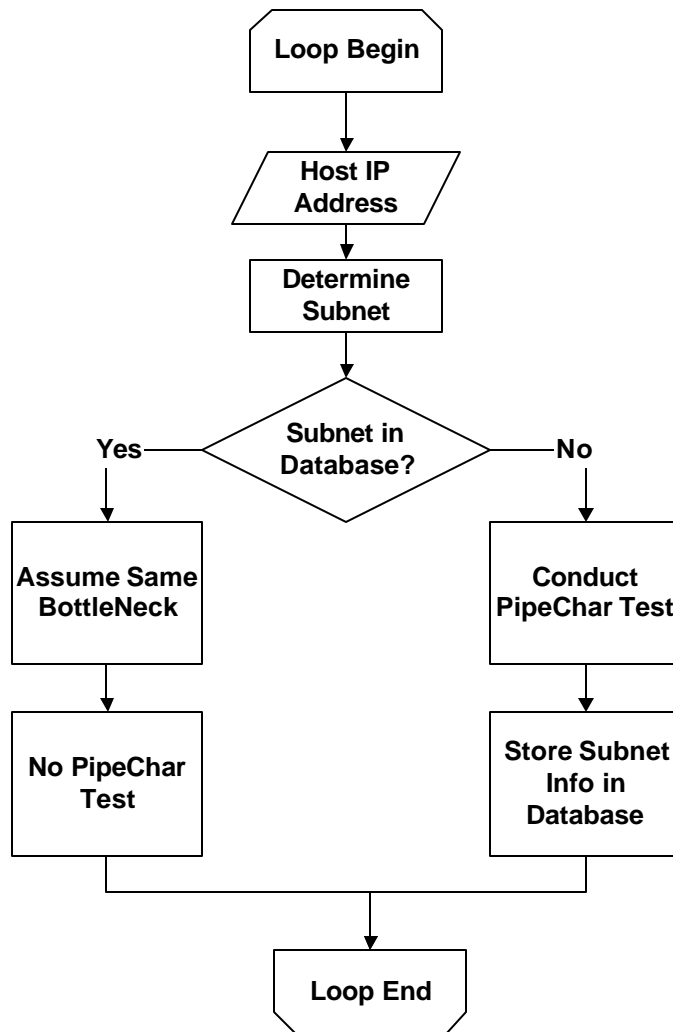 Loop Begin
Host IP
Address
Determine
Subnet
Subnet in
Database?
Yes
No
Assume Same
BottleNeck
Conduct
PipeChar Test
No PipeChar
Test
Store Subnet
Info in
Database
Loop End